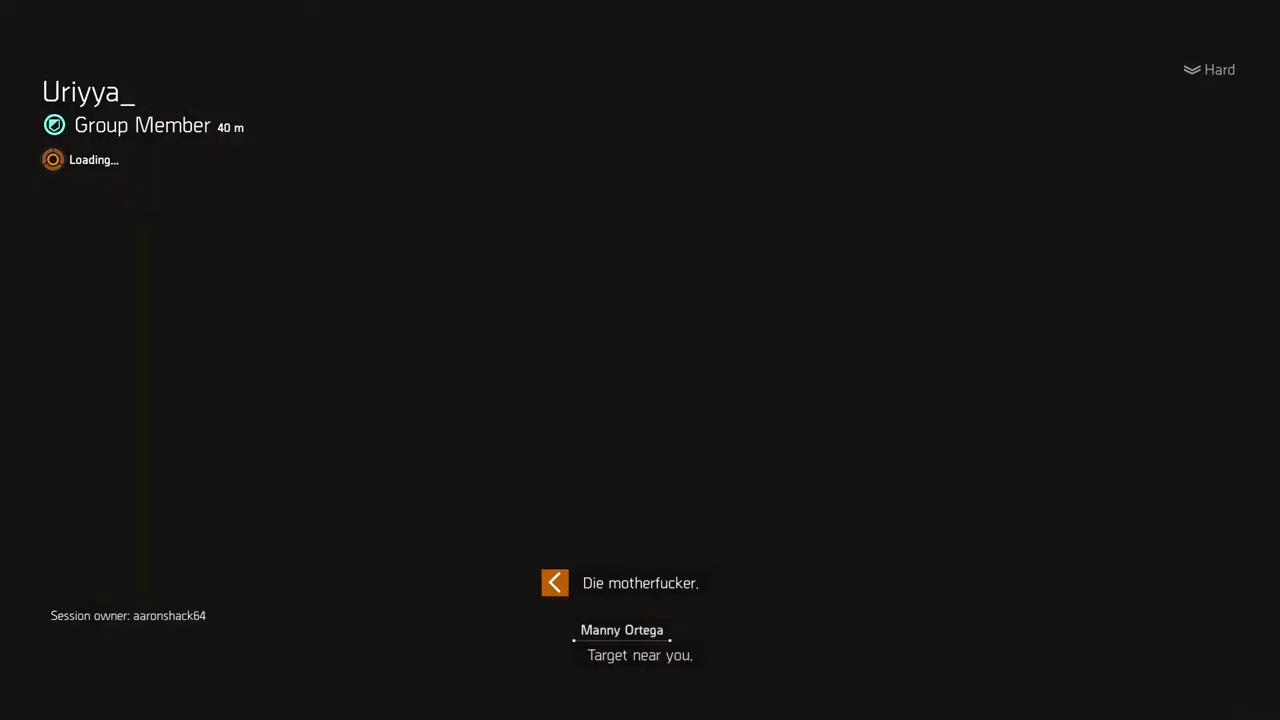 Uriyya_
Hard
Group Member 40 m
Loading...
Die motherfucker.
Session owner: aaronshack64
Manny Ortega
Target near you.